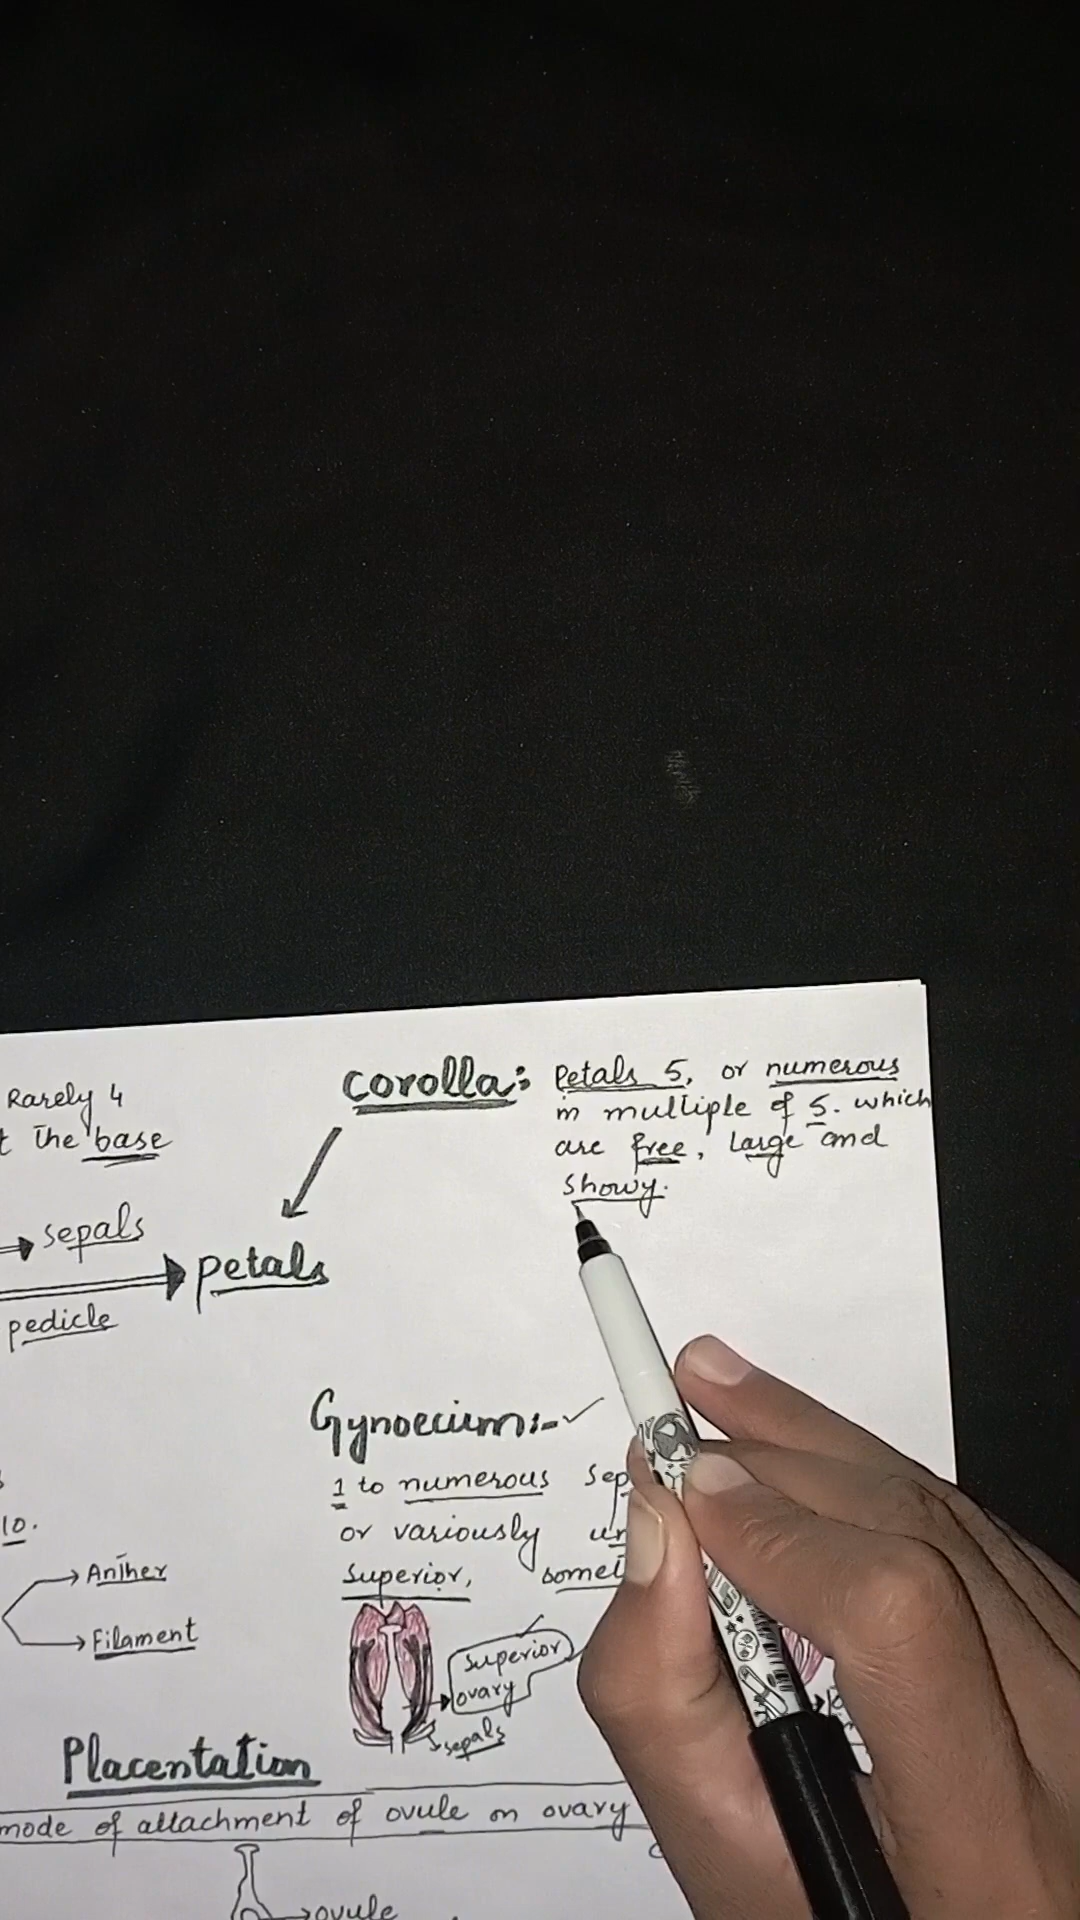 Rarely 4
the base
sepals
petals
pedicle
Corolla:
Petals 5, or numerous
in multiple of 5. which
are free, large and
showy.
10.
Anther
Filament
Gynoecium:-
1 to numerous
or variously
superior,
superior
ovary
sepals
Placentation
mode of attachment of ovule on ovary
ovule